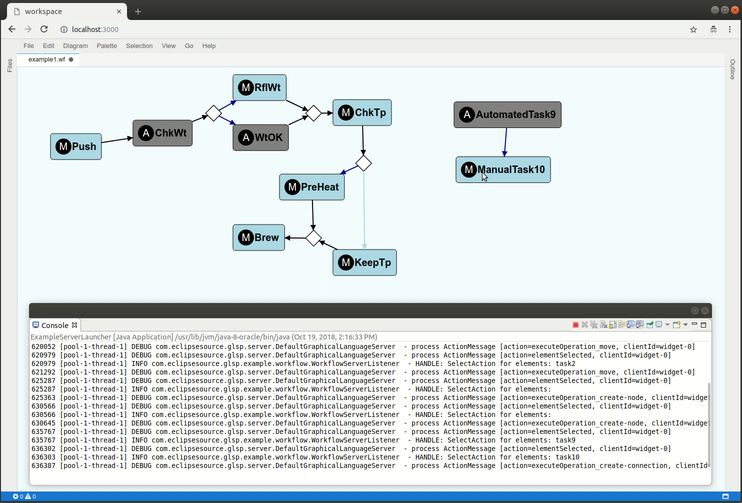 workspace
localhost:3000
File Edit Diagram Palette Selection View Go Help
Files
example1.wf
Outline
M RflWt
M ChkTp
A AutomatedTask9
A ChkWt
A WtOK
M Push
M ManualTask10
M PreHeat
M Brew
M KeepTp
Console
ExampleServerLauncher [Java Application] /usr/lib/jvm/java-8-oracle/bin/java (Oct 19, 2018, 2:16:33 PM)
620052 [pool-1-thread-1] DEBUG com.eclipsesource.glsp.server.DefaultGraphicalLanguageServer - process ActionMessage [action=executeOperation_move, clientId=widget-0]
620979 [pool-1-thread-1] DEBUG com.eclipsesource.glsp.server.DefaultGraphicalLanguageServer - process ActionMessage [action=elementSelected, clientId=widget-0]
620979 [pool-1-thread-1] INFO com.eclipsesource.glsp.example.workflow.WorkflowServerListener - HANDLE: SelectAction for elements: task2
621292 [pool-1-thread-1] DEBUG com.eclipsesource.glsp.server.DefaultGraphicalLanguageServer - process ActionMessage [action=executeOperation_move, clientId=widget-0]
625287 [pool-1-thread-1] DEBUG com.eclipsesource.glsp.server.DefaultGraphicalLanguageServer - process ActionMessage [action=elementSelected, clientId=widget-0]
625287 [pool-1-thread-1] INFO com.eclipsesource.glsp.example.workflow.WorkflowServerListener - HANDLE: SelectAction for elements:
625363 [pool-1-thread-1] DEBUG com.eclipsesource.glsp.server.DefaultGraphicalLanguageServer - process ActionMessage [action=executeOperation_create-node, clientId=widge
630566 [pool-1-thread-1] DEBUG com.eclipsesource.glsp.server.DefaultGraphicalLanguageServer - process ActionMessage [action=elementSelected, clientId=widget-0]
630566 [pool-1-thread-1] INFO com.eclipsesource.glsp.example.workflow.WorkflowServerListener - HANDLE: SelectAction for elements:
630645 [pool-1-thread-1] DEBUG com.eclipsesource.glsp.server.DefaultGraphicalLanguageServer - process ActionMessage [action=executeOperation_create-node, clientId=widge
635767 [pool-1-thread-1] DEBUG com.eclipsesource.glsp.server.DefaultGraphicalLanguageServer - process ActionMessage [action=elementSelected, clientId=widget-0]
635767 [pool-1-thread-1] INFO com.eclipsesource.glsp.example.workflow.WorkflowServerListener - HANDLE: SelectAction for elements: task9
636302 [pool-1-thread-1] DEBUG com.eclipsesource.glsp.server.DefaultGraphicalLanguageServer - process ActionMessage [action=elementSelected, clientId=widget-0]
636303 [pool-1-thread-1] INFO com.eclipsesource.glsp.example.workflow.WorkflowServerListener - HANDLE: SelectAction for elements: task10
636387 [pool-1-thread-1] DEBUG com.eclipsesource.glsp.server.DefaultGraphicalLanguageServer - process ActionMessage [action=executeOperation_create-connection, clientId
0 0